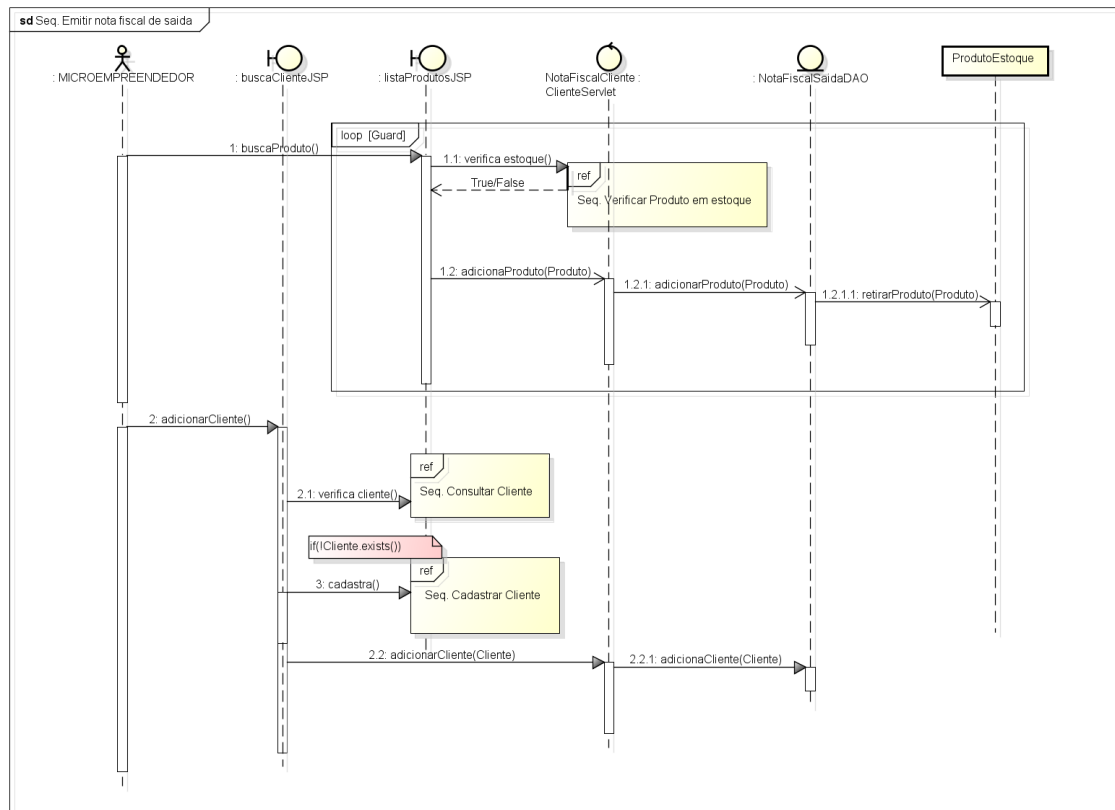 sd Seq. Emitir nota fiscal de saida
: MICROEMPREENDEDOR
: buscaClienteJSP
: listaProdutosJSP
NotaFiscalCliente :
ClienteServlet
: NotaFiscalSaidaDAO
ProdutoEstoque
loop [Guard]
1: buscaProduto()
1.1: verifica estoque()
ref
True/False
Seq. Verificar Produto em estoque
1.2: adicionaProduto(Produto)
1.2.1: adicionarProduto(Produto)
1.2.1.1: retirarProduto(Produto)
2: adicionarCliente()
ref
Seq. Consultar Cliente
2.1: verifica cliente()
if(!Cliente.exists())
ref
3: cadastra()
Seq. Cadastrar Cliente
2.2: adicionarCliente(Cliente)
2.2.1: adicionaCliente(Cliente)